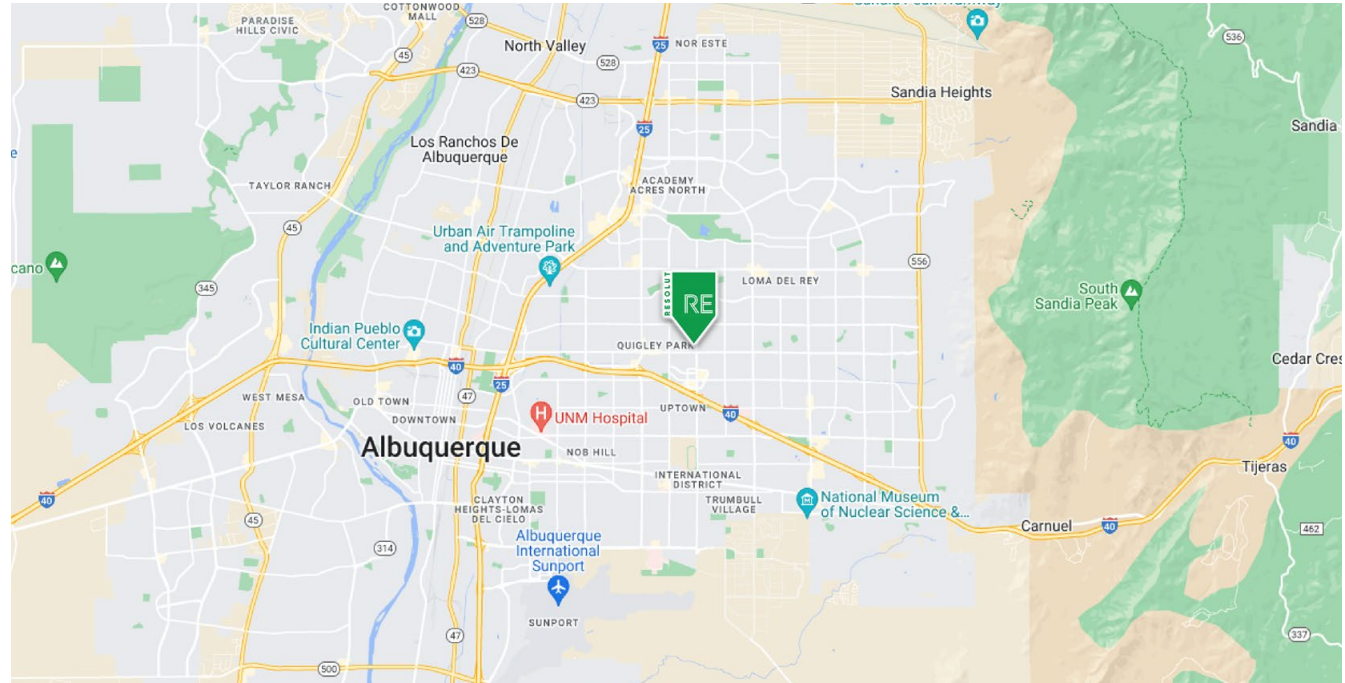 COTTONWOOD
MALL
PARADISE
HILLS CIVIC
528
North Valley
25
NOR ESTE
536
45
423
528
423
Sandia Heights
25
Sandia
Los Ranchos De
Albuquerque
TAYLOR RANCH
ACADEMY
ACRES NORTH
45
Urban Air Trampoline
and Adventure Park
556
cano
345
RESOLUT
RE
LOMA DEL REY
South
Sandia Peak
Indian Pueblo
Cultural Center
QUIGLEY PARK
Cedar Cres
40
25
WEST MESA
OLD TOWN
47
UPTOWN
40
LOS VOLCANES
DOWNTOWN
UNM Hospital
H
Albuquerque
NOB HILL
40
Tijeras
INTERNATIONAL
DISTRICT
40
CLAYTON
HEIGHTS-LOMAS
DEL CIELO
TRUMBULL
VILLAGE
National Museum
of Nuclear Science &...
45
Carnuel
40
462
314
Albuquerque
International
Sunport
SUNPORT
47
337
500